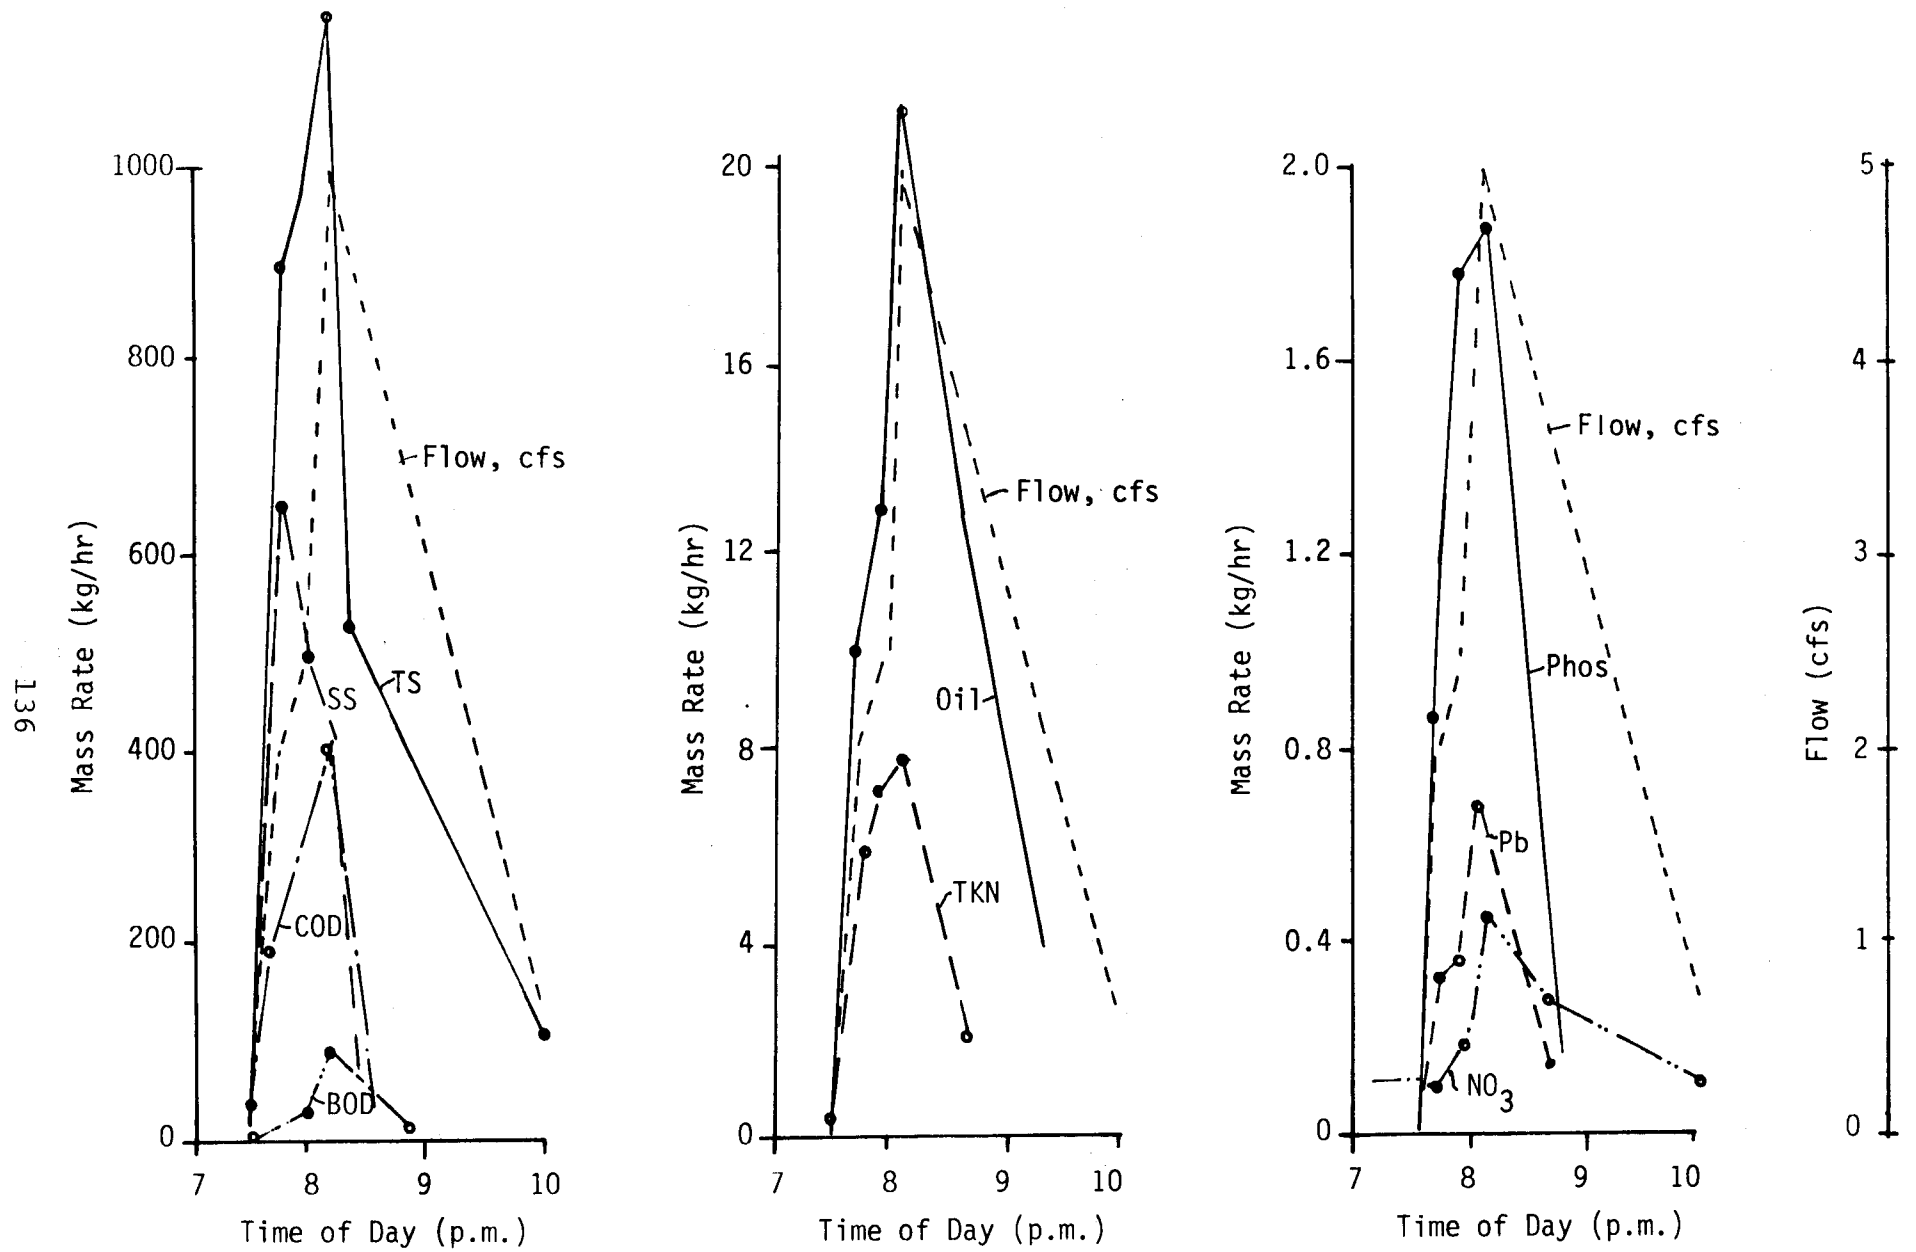 136
Mass Rate (kg/hr)
1000
800
600
400
200
0
7 8 9 10
Time of Day (p.m.)
Flow, cfs
TS
SS
COD
BOD
Mass Rate (kg/hr)
20
16
12
8
4
0
7 8 9 10
Time of Day (p.m.)
Flow, cfs
Oil
TKN
Mass Rate (kg/hr)
2.0
1.6
1.2
0.8
0.4
0
7 8 9 10
Time of Day (p.m.)
Flow, cfs
Phos
Pb
NO3
Flow (cfs)
5
4
3
2
1
0